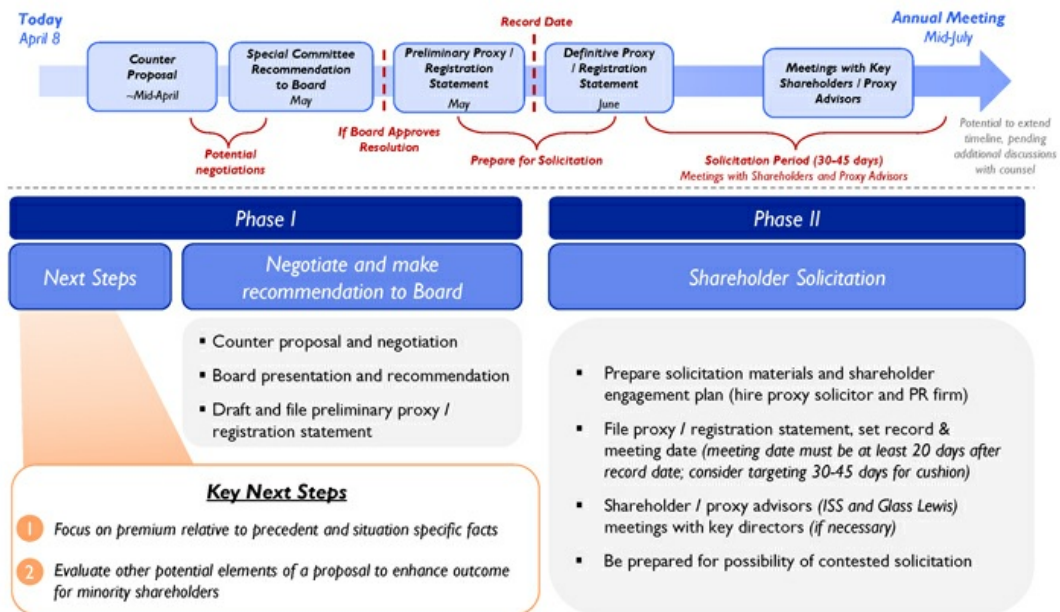 Today
April 8
Record Date
Annual Meeting
Mid-July
Counter
Proposal
~Mid-April
Special Committee
Recommendation
to Board
May
Preliminary Proxy /
Registration
Statement
May
Definitive Proxy
/ Registration
Statement
June
Meetings with Key
Shareholders / Proxy
Advisors
Potential
negotiations
If Board Approves
Resolution
Prepare for Solicitation
Solicitation Period (30-45 days)
Meetings with Shareholders and Proxy Advisors
Potential to extend
timeline, pending
additional discussions
with counsel
Phase I
Phase II
Next Steps
Negotiate and make
recommendation to Board
Shareholder Solicitation
▪ Counter proposal and negotiation
▪ Board presentation and recommendation
▪ Draft and file preliminary proxy /
registration statement
Key Next Steps
1 Focus on premium relative to precedent and situation specific facts
2 Evaluate other potential elements of a proposal to enhance outcome
for minority shareholders
▪ Prepare solicitation materials and shareholder
engagement plan (hire proxy solicitor and PR firm)
▪ File proxy / registration statement, set record &
meeting date (meeting date must be at least 20 days after
record date; consider targeting 30-45 days for cushion)
▪ Shareholder / proxy advisors (ISS and Glass Lewis)
meetings with key directors (if necessary)
▪ Be prepared for possibility of contested solicitation